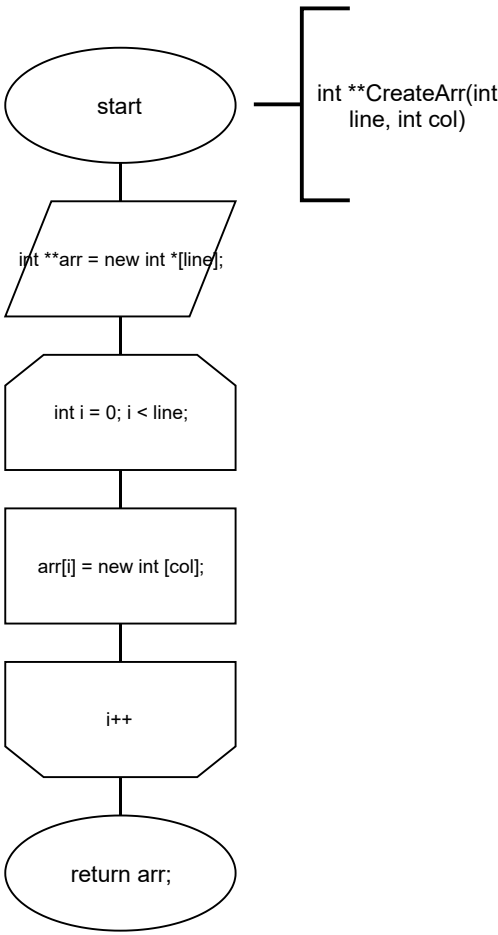 start
int **CreateArr(int
line, int col)
int **arr = new int *[line];
int i = 0; i < line;
arr[i] = new int [col];
i++
return arr;